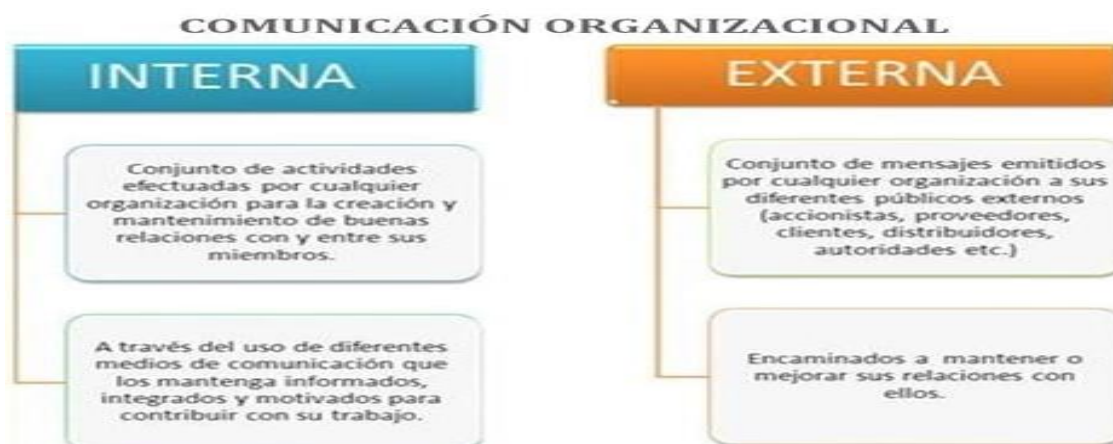 COMUNICACIÓN ORGANIZACIONAL
INTERNA
Conjunto de actividades
efectuadas por cualquier
organización para la creación y
mantenimiento de buenas
relaciones con y entre sus
miembros.
A través del uso de diferentes
medios de comunicación que
los mantenga informados,
integrados y motivados para
contribuir con su trabajo.
EXTERNA
Conjunto de mensajes emitidos
por cualquier organización a sus
diferentes públicos externos
(accionistas, proveedores,
clientes, distribuidores,
autoridades etc.)
Encaminados a mantener o
mejorar sus relaciones con
ellos.